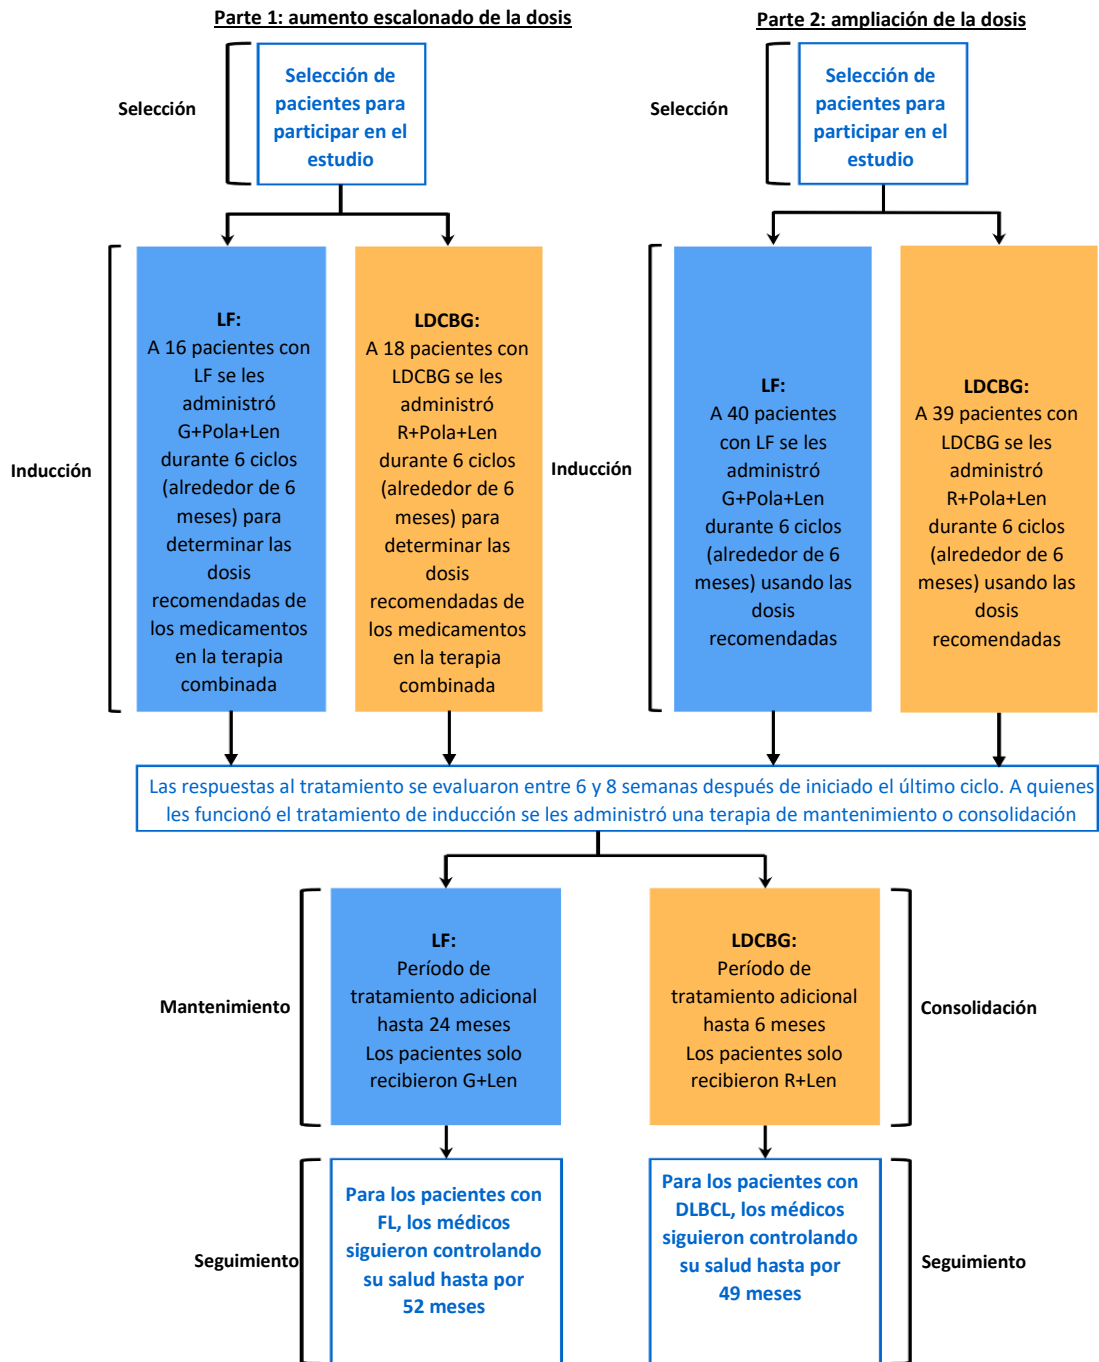 Parte 1: aumento escalonado de la dosis
Parte 2: ampliación de la dosis
Selección
Selección de
pacientes para
participar en el
estudio
Selección
Selección de
pacientes para
participar en el
estudio
Inducción
LF:
A 16 pacientes con
LF se les
administró
G+Pola+Len
durante 6 ciclos
(alrededor de 6
meses) para
determinar las
dosis
recomendadas de
los medicamentos
en la terapia
combinada
LDCBG:
A 18 pacientes con
LDCBG se les
administró
R+Pola+Len
durante 6 ciclos
(alrededor de 6
meses) para
determinar las
dosis
recomendadas de
los medicamentos
en la terapia
combinada
Inducción
LF:
A 40 pacientes
con LF se les
administró
G+Pola+Len
durante 6 ciclos
(alrededor de 6
meses) usando las
dosis
recomendadas
LDCBG:
A 39 pacientes con
LDCBG se les
administró
R+Pola+Len
durante 6 ciclos
(alrededor de 6
meses) usando las
dosis
recomendadas
Las respuestas al tratamiento se evaluaron entre 6 y 8 semanas después de iniciado el último ciclo. A quienes
les funcionó el tratamiento de inducción se les administró una terapia de mantenimiento o consolidación
Mantenimiento
LF:
Período de
tratamiento adicional
hasta 24 meses
Los pacientes solo
recibieron G+Len
LDCBG:
Período de
tratamiento adicional
hasta 6 meses
Los pacientes solo
recibieron R+Len
Consolidación
Seguimiento
Para los pacientes con
FL, los médicos
siguieron controlando
su salud hasta por
52 meses
Para los pacientes con
DLBCL, los médicos
siguieron controlando
su salud hasta por
49 meses
Seguimiento